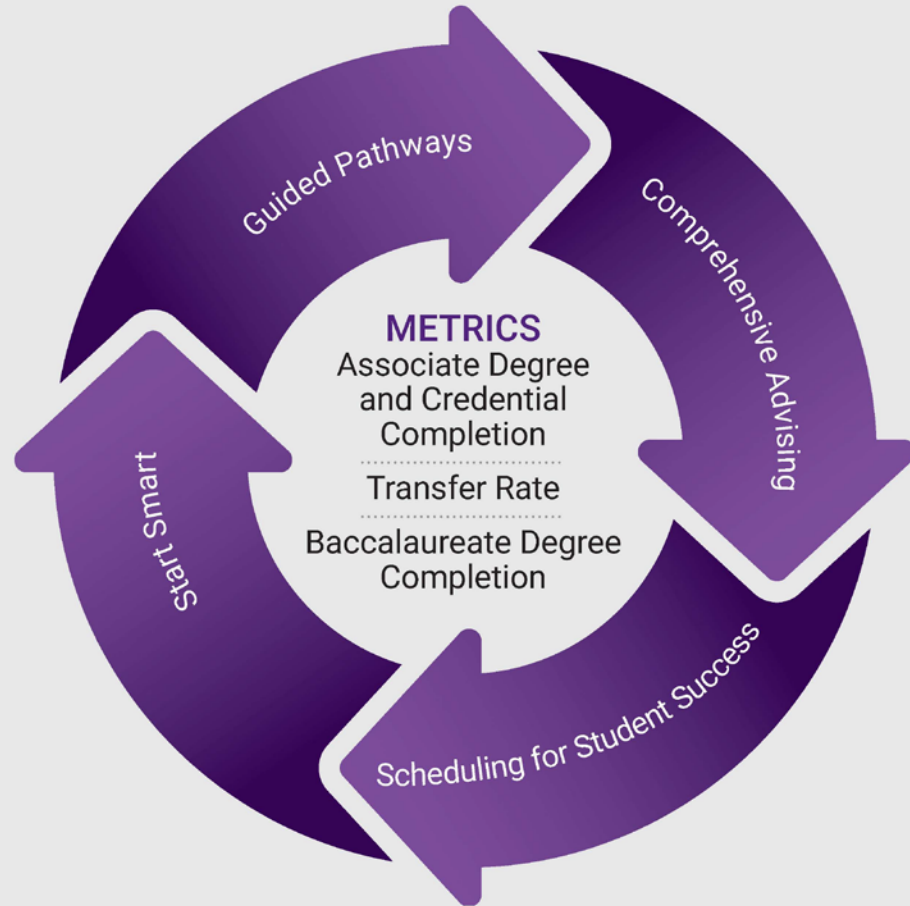 Guided Pathways
Comprehensive Advising
METRICS
Associate Degree
and Credential
Completion
Transfer Rate
Baccalaureate Degree
Completion
Start Smart
Scheduling for Student Success